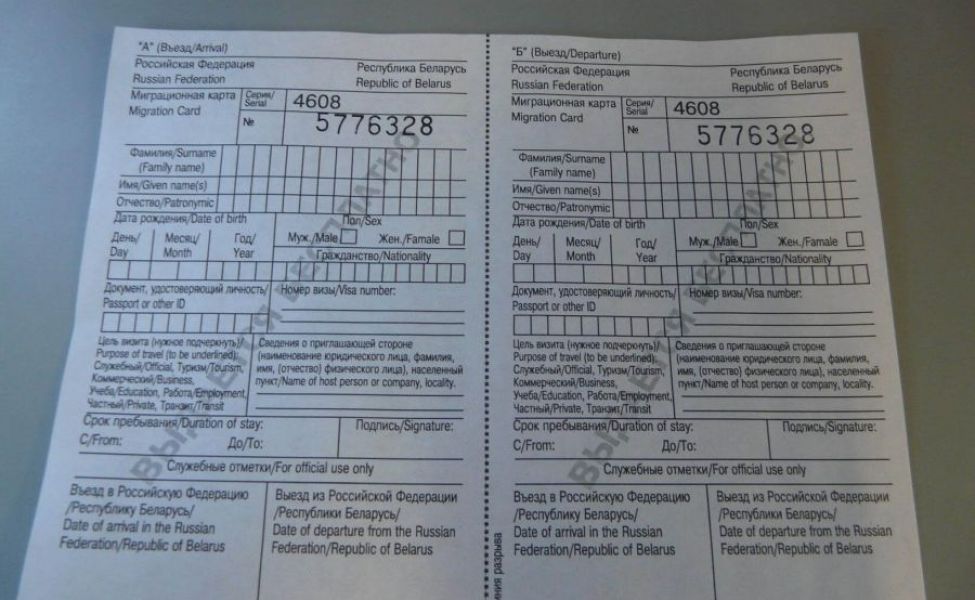 "А" (Въезд/Arrival)
Российская Федерация
Russian Federation
Республика Беларусь
Republic of Belarus
Миграционная карта
Migration Card
Серия/
Serial
4608
№
5776328
Фамилия/Surname
(Family name)
Имя/Given name(s)
Отчество/Patronymic
Дата рождения/Date of birth
Пол/Sex
День/
Day
Месяц/
Month
Год/
Year
Муж./Male
Жен./Famale
Гражданство/Nationality
Документ, удостоверяющий личность/
Passport or other ID
Номер визы/Visa number:
Цель визита (нужное подчеркнуть)/
Purpose of travel (to be underlined):
Служебный/Official, Туризм/Tourism,
Коммерческий/Business,
Учеба/Education, Работа/Employment,
Частный/Private, Транзит/Transit
Сведения о приглашающей стороне
(наименование юридического лица, фамилия,
имя, (отчество) физического лица), населенный
пункт/Name of host person or company, locality.
Срок пребывания/Duration of stay:
С/From:
До/To:
Подпись/Signature:
Служебные отметки/For official use only
Въезд в Российскую Федерацию
/Республику Беларусь/
Date of arrival in the Russian
Federation/Republic of Belarus
Выезд из Российской Федерации
/Республики Беларусь/
Date of departure from the Russian
Federation/Republic of Belarus
БЕСПЛАТНО
"Б" (Выезд/Departure)
Российская Федерация
Russian Federation
Республика Беларусь
Republic of Belarus
Миграционная карта
Migration Card
Серия/
Serial
4608
№
5776328
Фамилия/Surname
(Family name)
Имя/Given name(s)
Отчество/Patronymic
Дата рождения/Date of birth
Пол/Sex
День/
Day
Месяц/
Month
Год/
Year
Муж./Male
Жен./Famale
Гражданство/Nationality
Документ, удостоверяющий личность/
Passport or other ID
Номер визы/Visa number:
Цель визита (нужное подчеркнуть)/
Purpose of travel (to be underlined):
Служебный/Official, Туризм/Tourism,
Коммерческий/Business,
Учеба/Education, Работа/Employment,
Частный/Private, Транзит/Transit
Сведения о приглашающей стороне
(наименование юридического лица, фамилия,
имя, (отчество) физического лица), населенный
пункт/Name of host person or company, locality.
Срок пребывания/Duration of stay:
С/From:
До/To:
Подпись/Signature:
Служебные отметки/For official use only
Въезд в Российскую Федерацию
/Республику Беларусь/
Date of arrival in the Russian
Federation/Republic of Belarus
Выезд из Российской Федерации
/Республики Беларусь/
Date of departure from the Russian
Federation/Republic of Belarus
БЕСПЛАТНО
разрыва